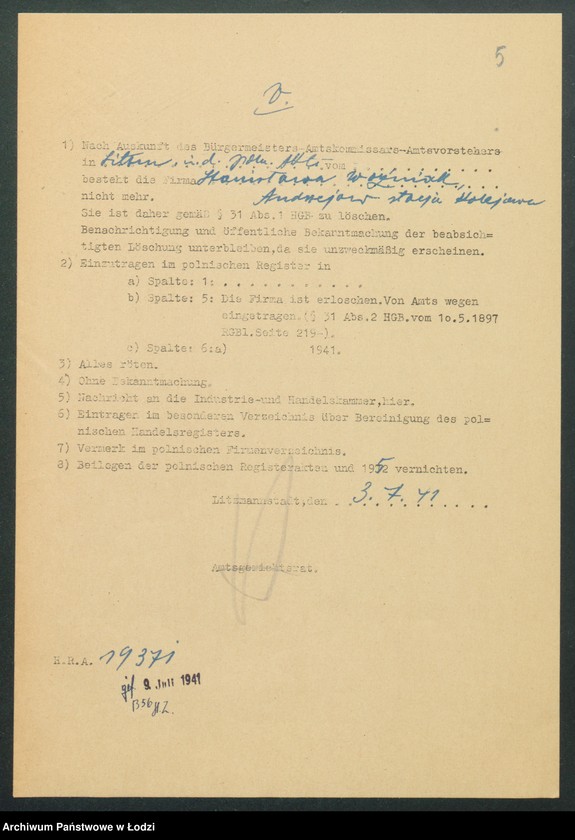 5
V.
1) Nach Auskunft des Bürgermeisters-Amtskommissars-Amtsvorstehers
in vom . . . . . . . . .
besteht die Firma Stanisława Woźniak
nicht mehr. Andrzejów stacja Kolejowa
Sie ist daher gemäß § 31 Abs.1 HGB zu löschen.
Benachrichtigung und öffentliche Bekanntmachung der beabsich=
tigten Löschung unterbleiben,da sie unzweckmäßig erscheinen.
2) Einzutragen im polnischen Register in
a) Spalte: 1: . . . . . . . . . . . .
b) Spalte: 5: Die Firma ist erloschen.Von Amts wegen
eingetragen.(§ 31 Abs.2 HGB.vom 1o.5.1897
RGBl.Seite 219-).
c) Spalte: 6:a) 1941.
3) Alles röten.
4) Ohne Bekanntmachung.
5) Nachricht an die Industrie-und Handelskammer,hier.
6) Eintragen im besonderen Verzeichnis über Bereinigung des pol=
nischen Handelsregisters.
7) Vermerk im polnischen Firmenverzeichnis.
8) Beilogen der polnischen Registerakten und 1952 vernichten.
Litzmannstadt,den 3.7.41
Amtsgerichtsrat.
H.R.A. 19371
gef. 9. Juli 1941
B56
Archiwum Państwowe w Łodzi